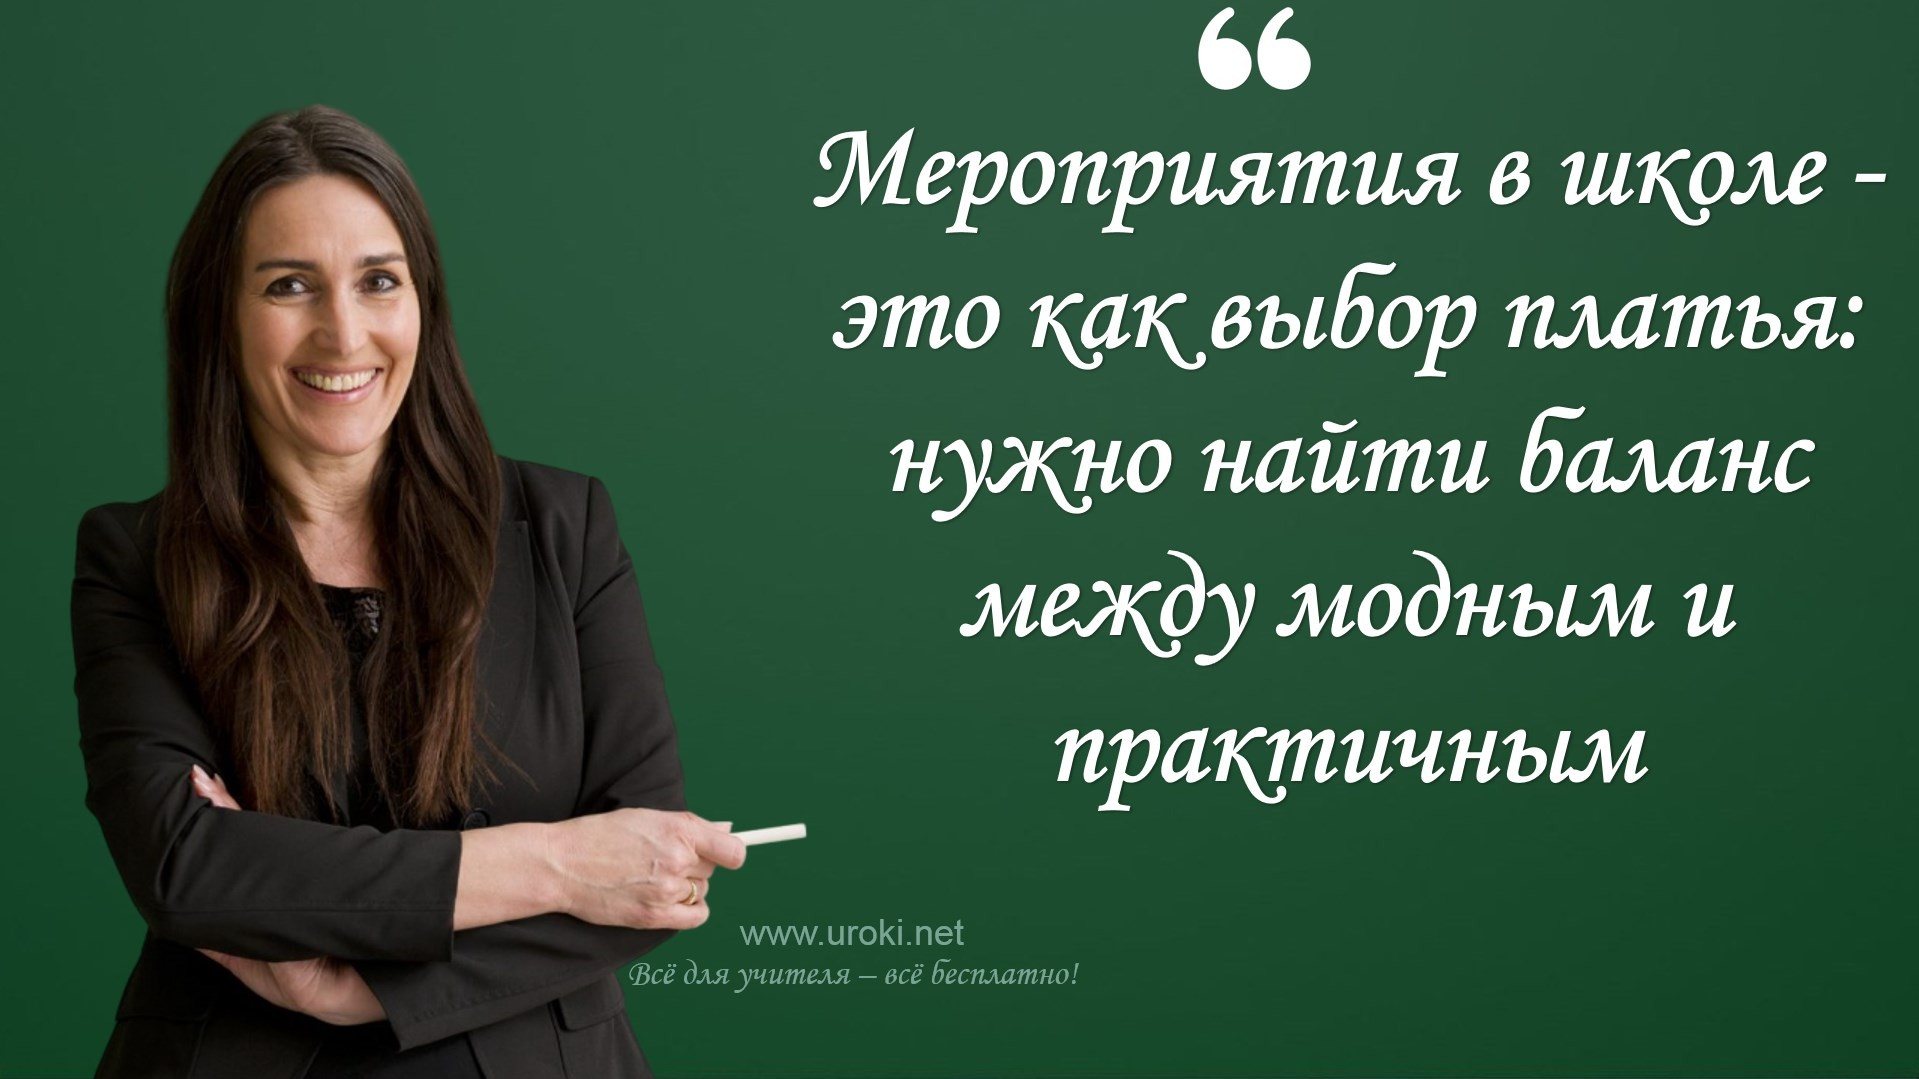 “
Мероприятия в школе -
это как выбор платья:
нужно найти баланс
между модным и
практичным
www.uroki.net
Всё для учителя – всё бесплатно!